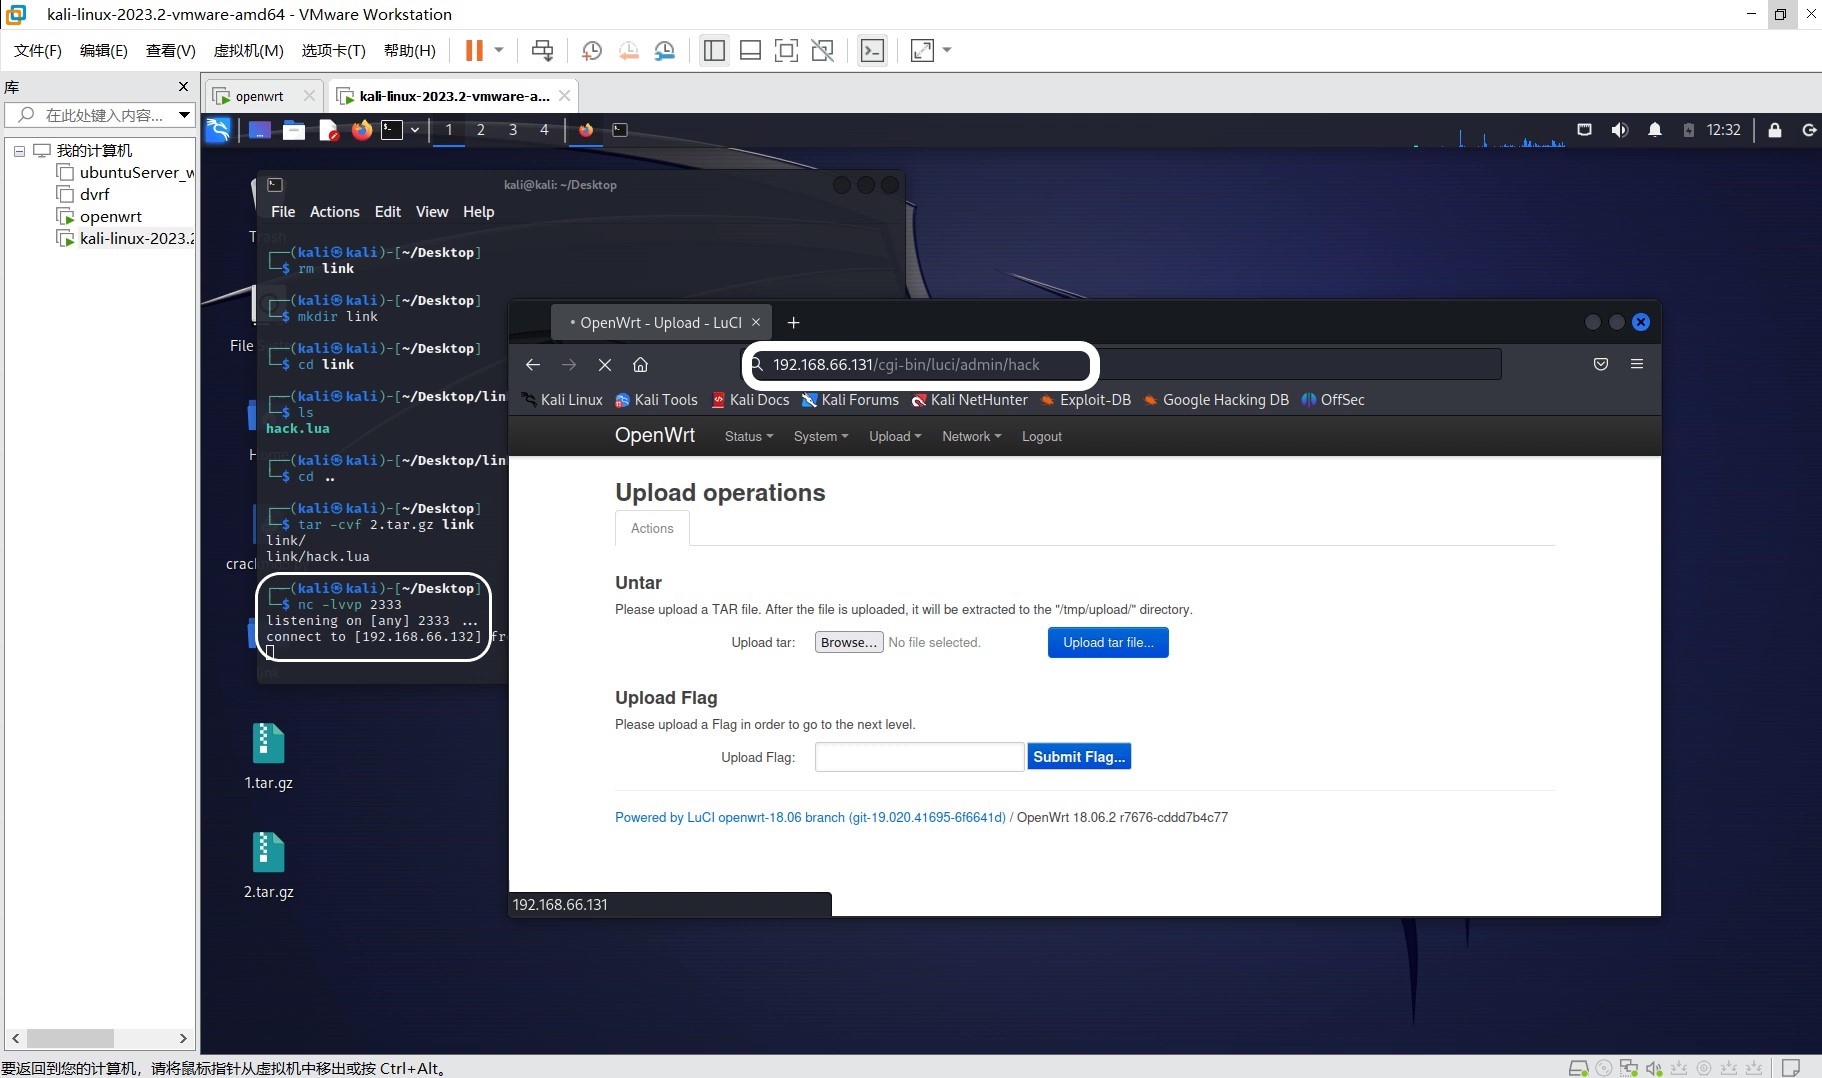 kali-linux-2023.2-vmware-amd64 - VMware Workstation
文件(F) 编辑(E) 查看(V) 虚拟机(M) 选项卡(T) 帮助(H)
库
在此处键入内容...
我的计算机
ubuntuServer_w
dvrf
openwrt
kali-linux-2023.2
openwrt
kali-linux-2023.2-vmware-a...
1 2 3 4
12:32
kali@kali: ~/Desktop
File Actions Edit View Help
┌──(kali㉿kali)-[~/Desktop]
└─$ rm link
┌──(kali㉿kali)-[~/Desktop]
└─$ mkdir link
┌──(kali㉿kali)-[~/Desktop]
└─$ cd link
┌──(kali㉿kali)-[~/Desktop/lin
└─$ ls
hack.lua
┌──(kali㉿kali)-[~/Desktop/lin
└─$ cd ..
┌──(kali㉿kali)-[~/Desktop]
└─$ tar -cvf 2.tar.gz link
link/
link/hack.lua
┌──(kali㉿kali)-[~/Desktop]
└─$ nc -lvvp 2333
listening on [any] 2333 ...
connect to [192.168.66.132] fr
Trash
File
link
1.tar.gz
2.tar.gz
OpenWrt - Upload - LuCI
192.168.66.131/cgi-bin/luci/admin/hack
Kali Linux Kali Tools Kali Docs Kali Forums Kali NetHunter Exploit-DB Google Hacking DB OffSec
OpenWrt Status System Upload Network Logout
Upload operations
Actions
Untar
Please upload a TAR file. After the file is uploaded, it will be extracted to the "/tmp/upload/" directory.
Upload tar: Browse... No file selected. Upload tar file...
Upload Flag
Please upload a Flag in order to go to the next level.
Upload Flag: Submit Flag...
Powered by LuCI openwrt-18.06 branch (git-19.020.41695-6f6641d) / OpenWrt 18.06.2 r7676-cddd7b4c77
192.168.66.131
要返回到您的计算机，请将鼠标指针从虚拟机中移出或按 Ctrl+Alt。